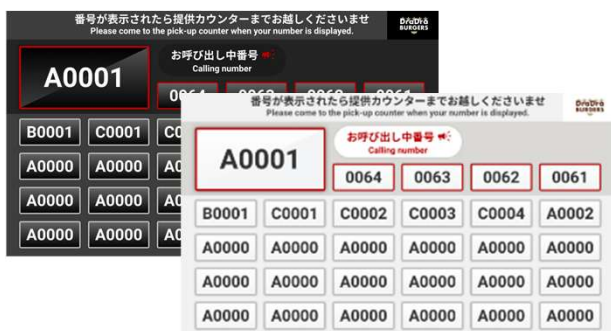 番号が表示されたら提供カウンターまでお越しくださいませ
Please come to the pick-up counter when your number is displayed.
BURGERS
A0001
お呼び出し中番号
Calling number
B0001 C0001
A0000 A0000
A0000 A0000
A0000 A0000
番号が表示されたら提供カウンターまでお越しくださいませ
Please come to the pick-up counter when your number is displayed.
BURGERS
A0001
お呼び出し中番号
Calling
number
0064 0063 0062 0061
B0001 C0001 C0002 C0003 C0004 A0002
A0000 A0000 A0000 A0000 A0000 A0000
A0000 A0000 A0000 A0000 A0000 A0000
A0000 A0000 A0000 A0000 A0000 A0000